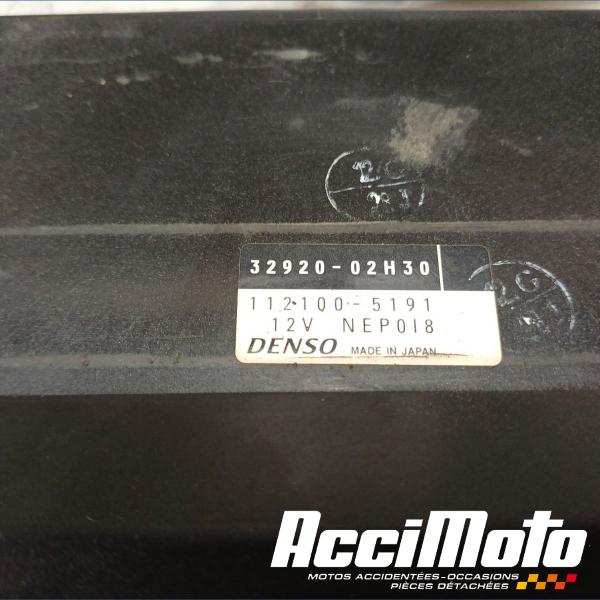 32920-02H30
112100-5191
12V NEP018
DENSO MADE IN JAPAN
AcciMoto
MOTOS ACCIDENTÉES-OCCASIONS
PIÈCES DÉTACHÉES